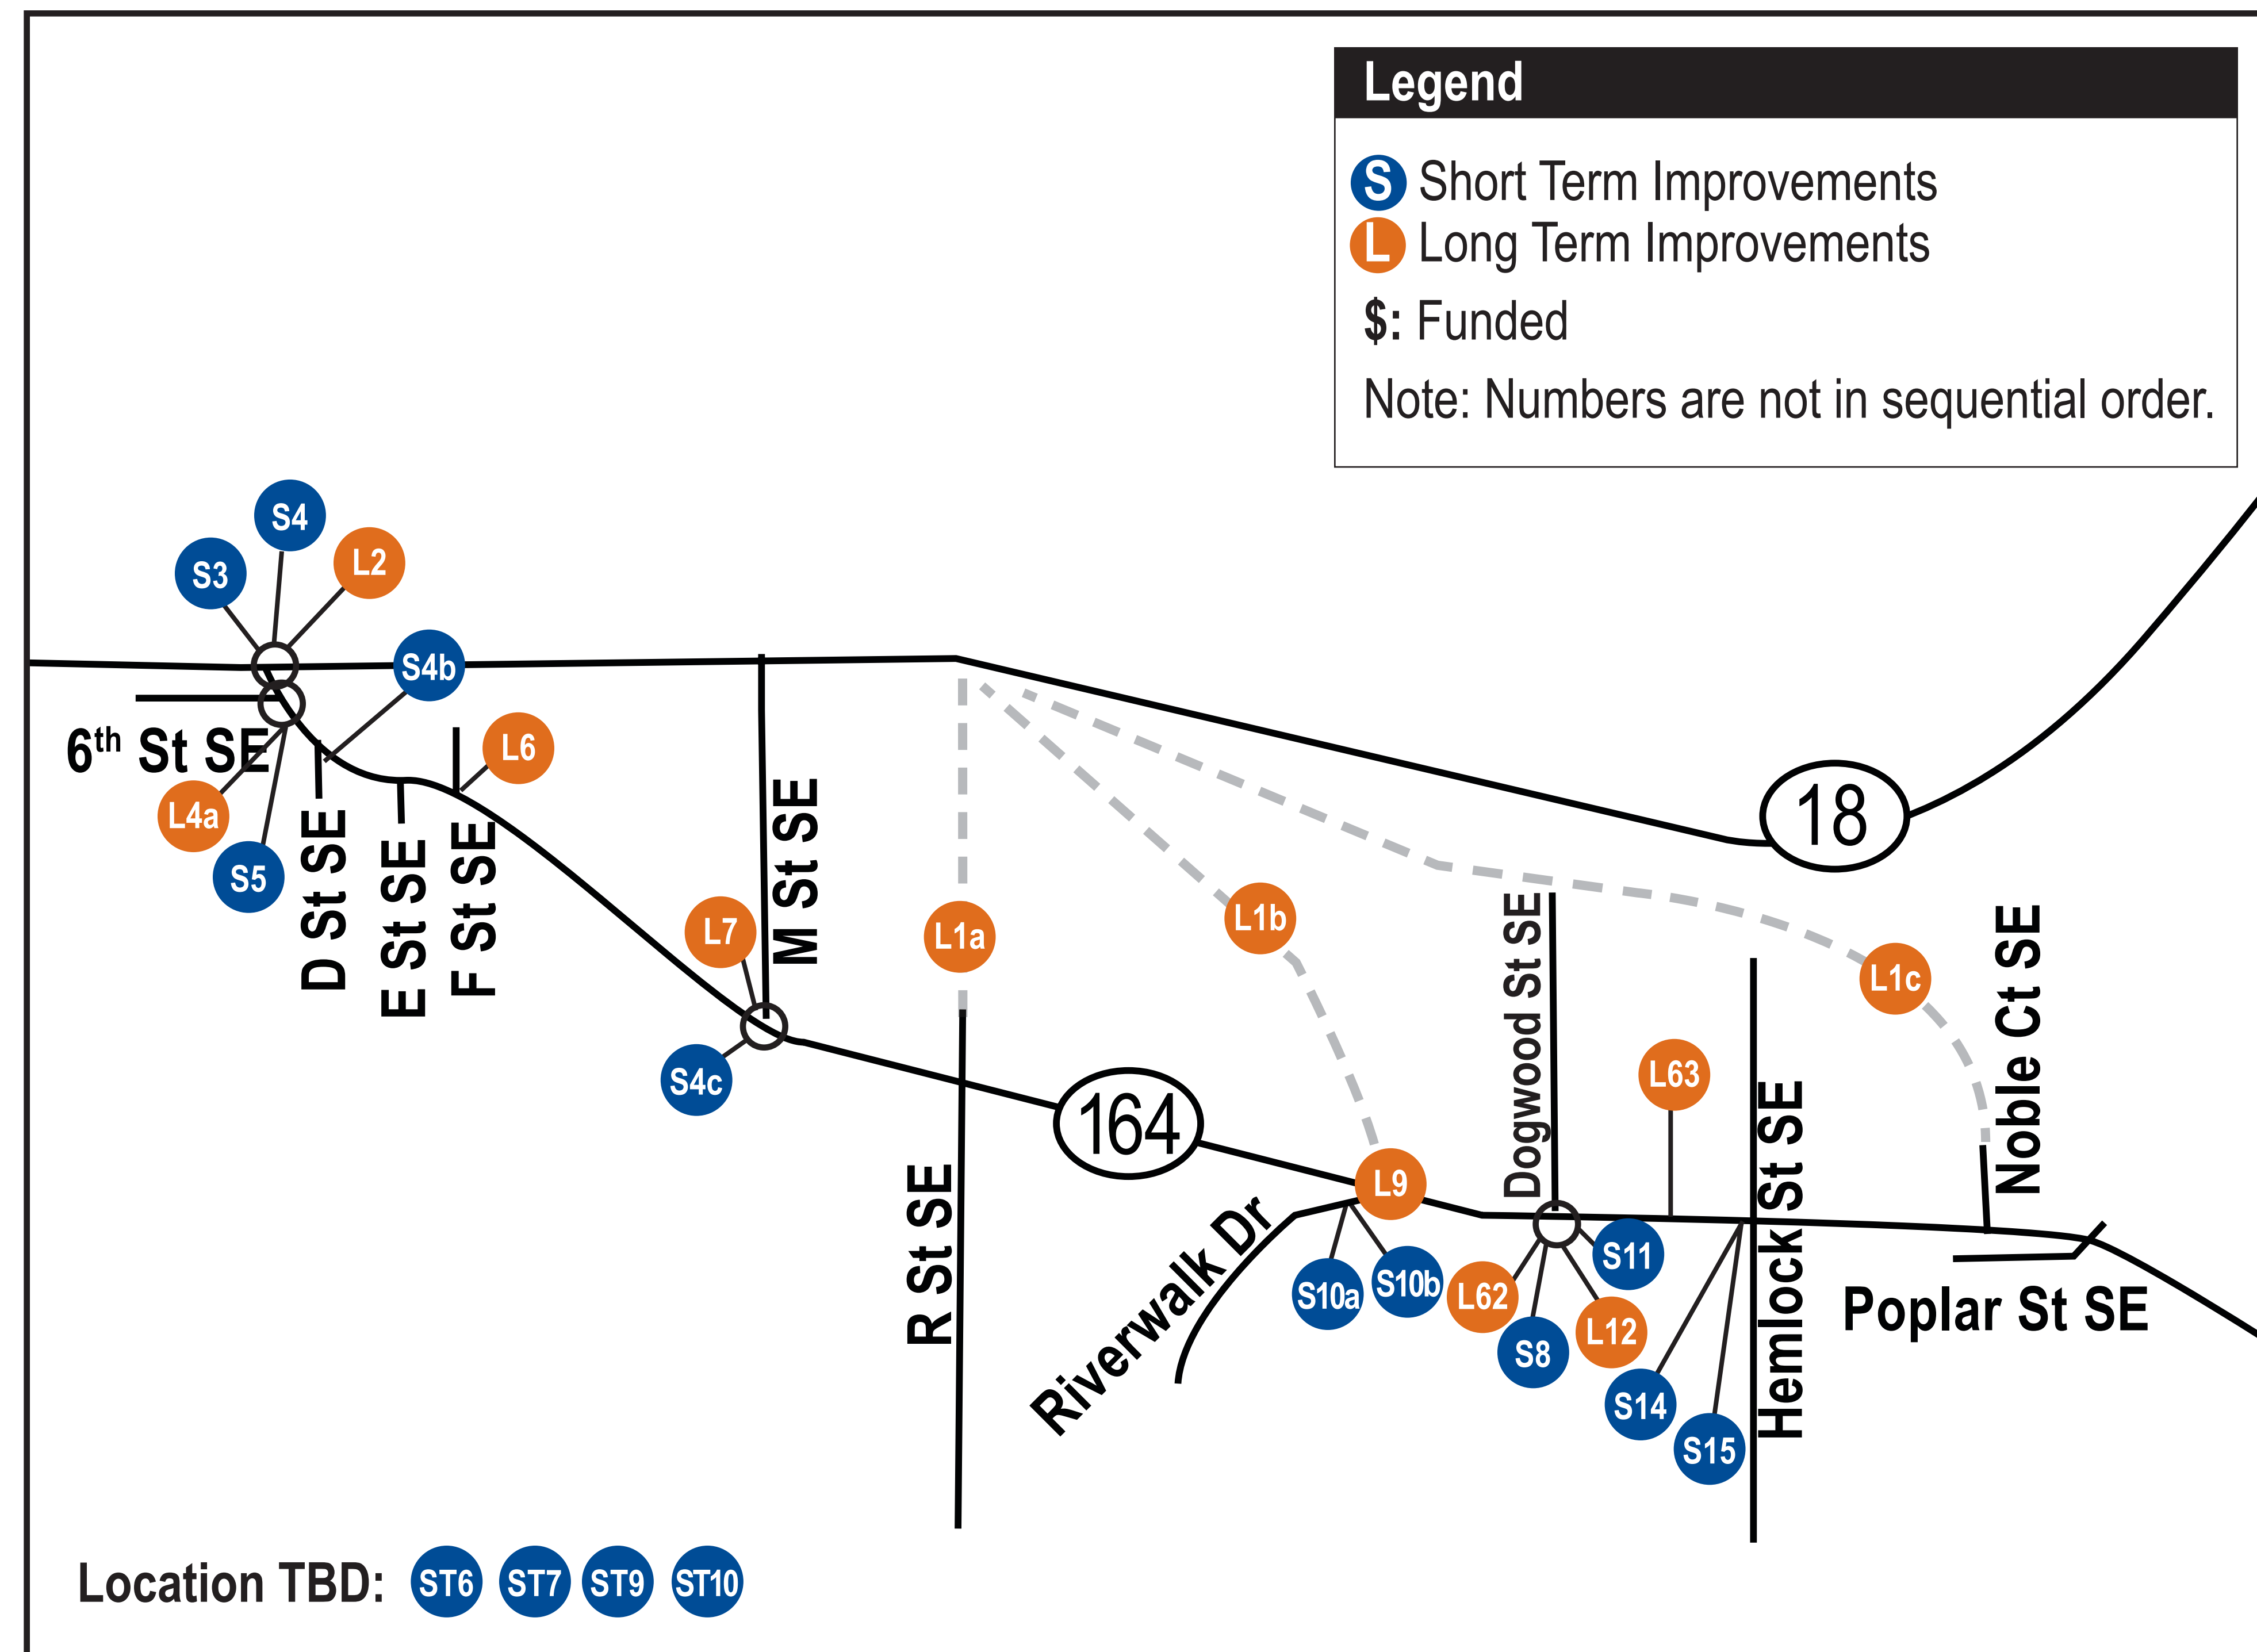 Legend
S Short Term Improvements
L Long Term Improvements
$: Funded
Note: Numbers are not in sequential order.
S4
L2
S3
S4b
6th St SE
L6
L4a
S5
D St SE
E St SE
F St SE
M St SE
18
L7
L1a
L1b
L1c
S4c
Dogwood St SE
L63
Noble Ct SE
164
L9
R St SE
Riverwalk Dr
S10a
S10b
L62
S11
S8
L12
S14
S15
Hemlock St SE
Poplar St SE
Location TBD: ST6 ST7 ST9 ST10